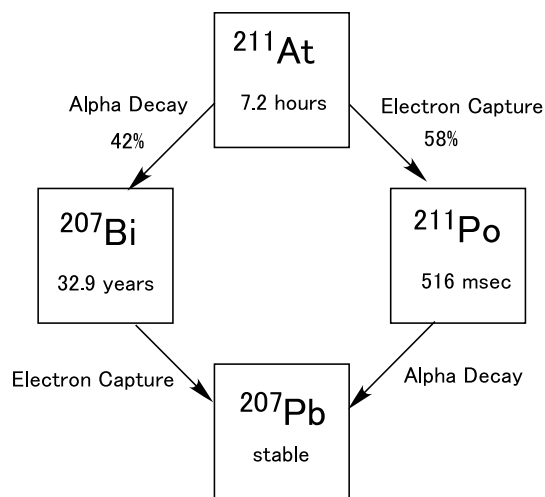 ²¹¹At
7.2 hours
Alpha Decay
42%
Electron Capture
58%
²⁰⁷Bi
32.9 years
²¹¹Po
516 msec
Electron Capture
Alpha Decay
²⁰⁷Pb
stable